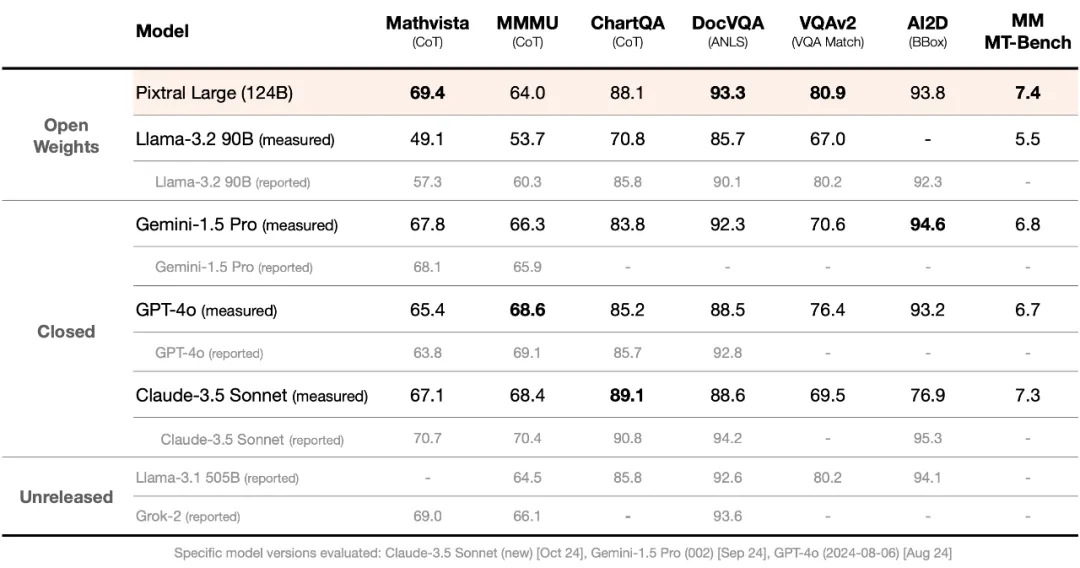 Model Mathvista (CoT) MMMU (CoT) ChartQA (CoT) DocVQA (ANLS) VQAv2 (VQA Match) AI2D (BBox) MM MT-Bench
Open Weights
Pixtral Large (124B) 69.4 64.0 88.1 93.3 80.9 93.8 7.4
Llama-3.2 90B (measured) 49.1 53.7 70.8 85.7 67.0 - 5.5
Llama-3.2 90B (reported) 57.3 60.3 85.8 90.1 80.2 92.3 -
Closed
Gemini-1.5 Pro (measured) 67.8 66.3 83.8 92.3 70.6 94.6 6.8
Gemini-1.5 Pro (reported) 68.1 65.9 - - - - -
GPT-4o (measured) 65.4 68.6 85.2 88.5 76.4 93.2 6.7
GPT-4o (reported) 63.8 69.1 85.7 92.8 - - -
Claude-3.5 Sonnet (measured) 67.1 68.4 89.1 88.6 69.5 76.9 7.3
Claude-3.5 Sonnet (reported) 70.7 70.4 90.8 94.2 - 95.3 -
Unreleased
Llama-3.1 505B (reported) - 64.5 85.8 92.6 80.2 94.1 -
Grok-2 (reported) 69.0 66.1 - 93.6 - - -
Specific model versions evaluated: Claude-3.5 Sonnet (new) [Oct 24], Gemini-1.5 Pro (002) [Sep 24], GPT-4o (2024-08-06) [Aug 24]